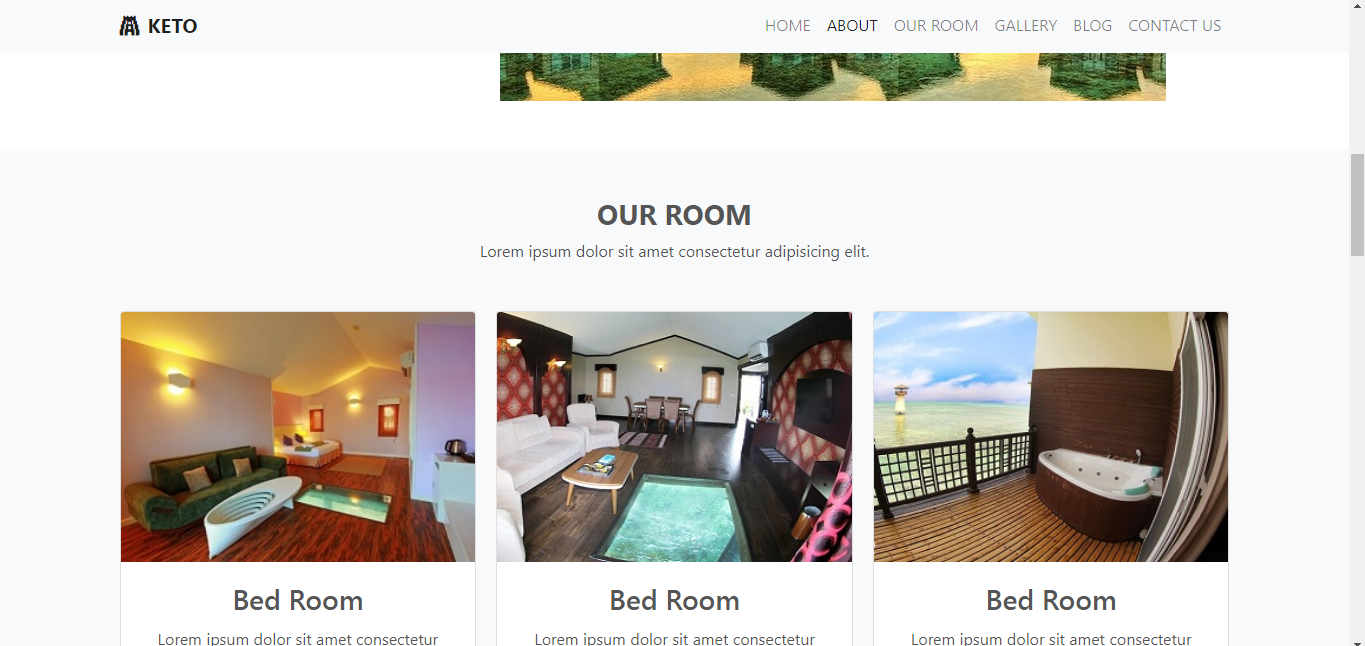 KETO
HOME ABOUT OUR ROOM GALLERY BLOG CONTACT US
OUR ROOM
Lorem ipsum dolor sit amet consectetur adipisicing elit.
Bed Room Bed Room Bed Room
Lorem ipsum dolor sit amet consectetur Lorem ipsum dolor sit amet consectetur Lorem ipsum dolor sit amet consectetur